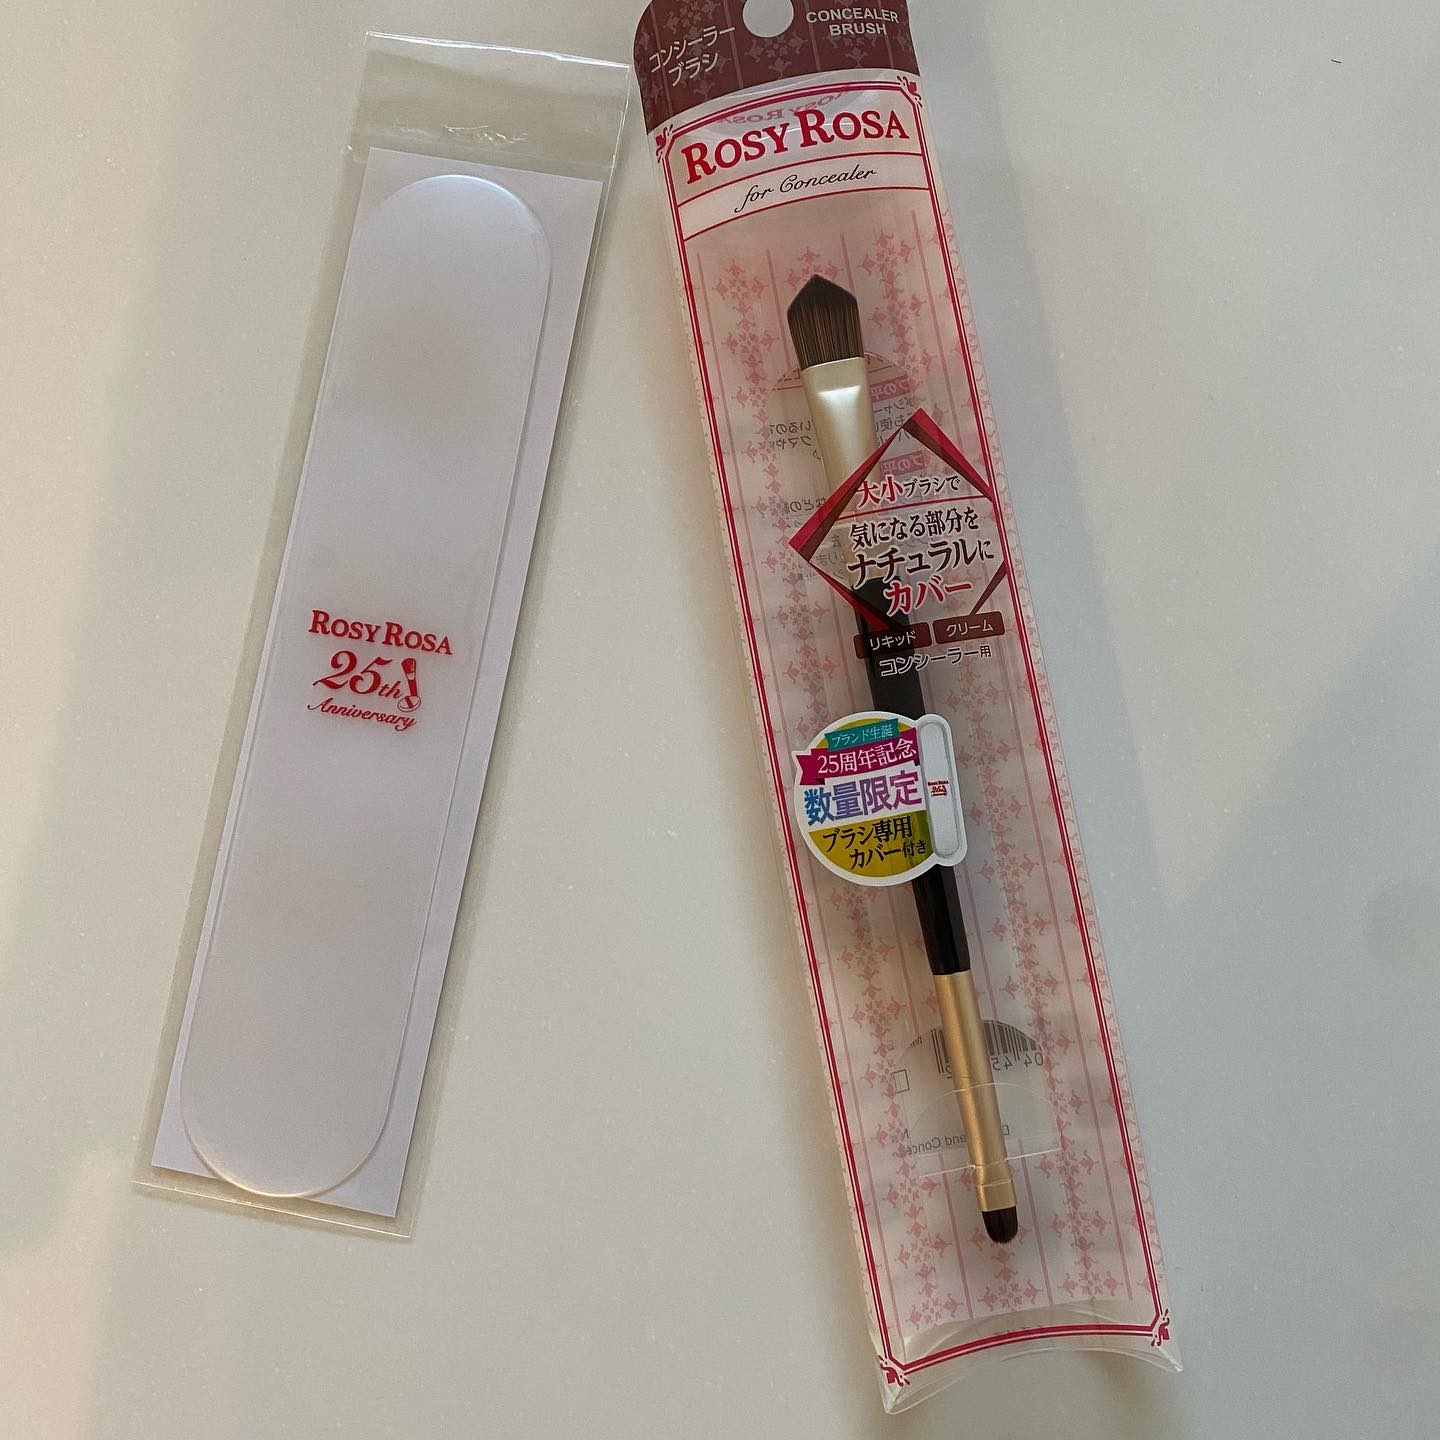 ROSY ROSA
25th
Anniversary
コンシーラー
ブラシ
CONCEALER
BRUSH
ROSY ROSA
for Concealer
大小ブラシで
気になる部分を
ナチュラルに
カバー
リキッド クリーム
コンシーラー用
ブランド生誕
25周年記念
数量限定
ブラシ専用
カバー付き
ROSY ROSA